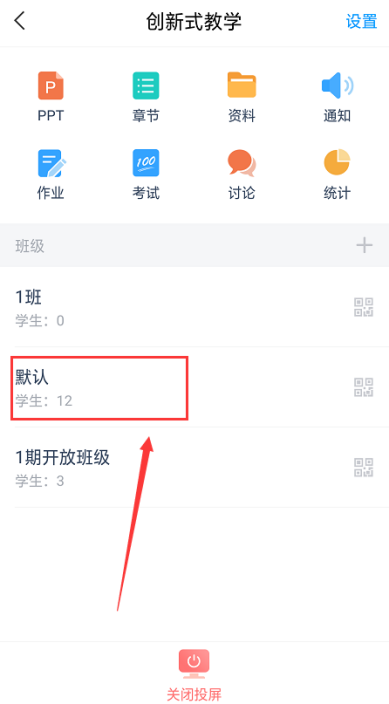 创新式教学
设置
P
100
PPT
章节
资料
通知
作业
考试
讨论
统计
班级
1班
学生：0
默认
学生：12
1期开放班级
学生：3
关闭投屏